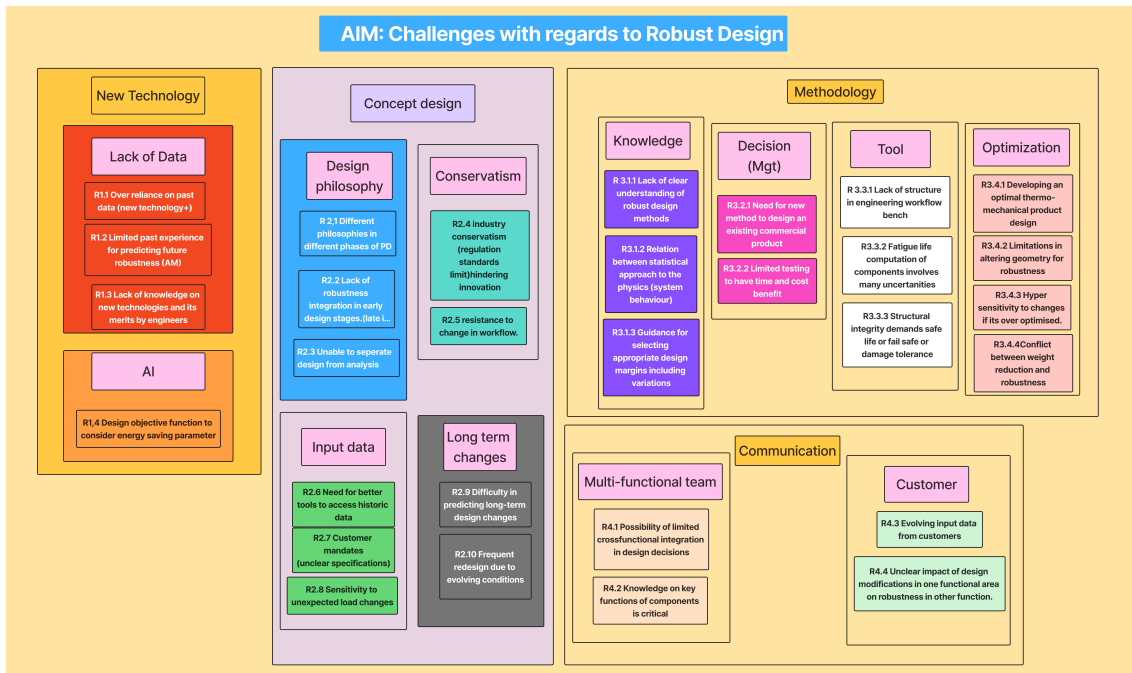 AIM: Challenges with regards to Robust Design
New Technology
Lack of Data
R1.1 Over reliance on past
data (new technology+)
R1.2 Limited past experience
for predicting future
robustness (AM)
R1.3 Lack of knowledge on
new technologies and its
merits by engineers
AI
R1,4 Design objective function to
consider energy saving parameter
Concept design
Design
philosophy
R 2,1 Different
philosophies in
different phases of PD
R2.2 Lack of
robustness
integration in early
design stages.(late i...
R2.3 Unable to seperate
design from analysis
Conservatism
R2.4 industry
conservatism
(regulation
standards
limit)hindering
innovation
R2.5 resistance to
change in workflow.
Input data
R2.6 Need for better
tools to access historic
data
R2.7 Customer
mandates
(unclear specifications)
R2.8 Sensitivity to
unexpected load changes
Long term
changes
R2.9 Difficulty in
predicting long-term
design changes
R2.10 Frequent
redesign due to
evolving conditions
Methodology
Knowledge
R 3.1.1 Lack of clear
understanding of
robust design
methods
R3.1.2 Relation
between statistical
approach to the
physics (system
behaviour)
R3.1.3 Guidance for
selecting
appropriate design
margins including
variations
Decision
(Mgt)
R3.2.1 Need for new
method to design an
existing commercial
product
R3.2.2 Limited testing
to have time and cost
benefit
Tool
R 3.3.1 Lack of structure
in engineering workflow
bench
R3.3.2 Fatigue life
computation of
components involves
many uncertanities
R3.3.3 Structural
integrity demands safe
life or fail safe or
damage tolerance
Optimization
R3.4.1 Developing an
optimal thermo-
mechanical product
design
R3.4.2 Limitations in
altering geometry for
robustness
R3.4.3 Hyper
sensitivity to changes
if its over optimised.
R3.4.4Conflict
between weight
reduction and
robustness
Communication
Multi-functional team
R4.1 Possibility of limited
crossfunctional integration
in design decisions
R4.2 Knowledge on key
functions of components
is critical
Customer
R4.3 Evolving input data
from customers
R4.4 Unclear impact of design
modifications in one functional area
on robustness in other function.